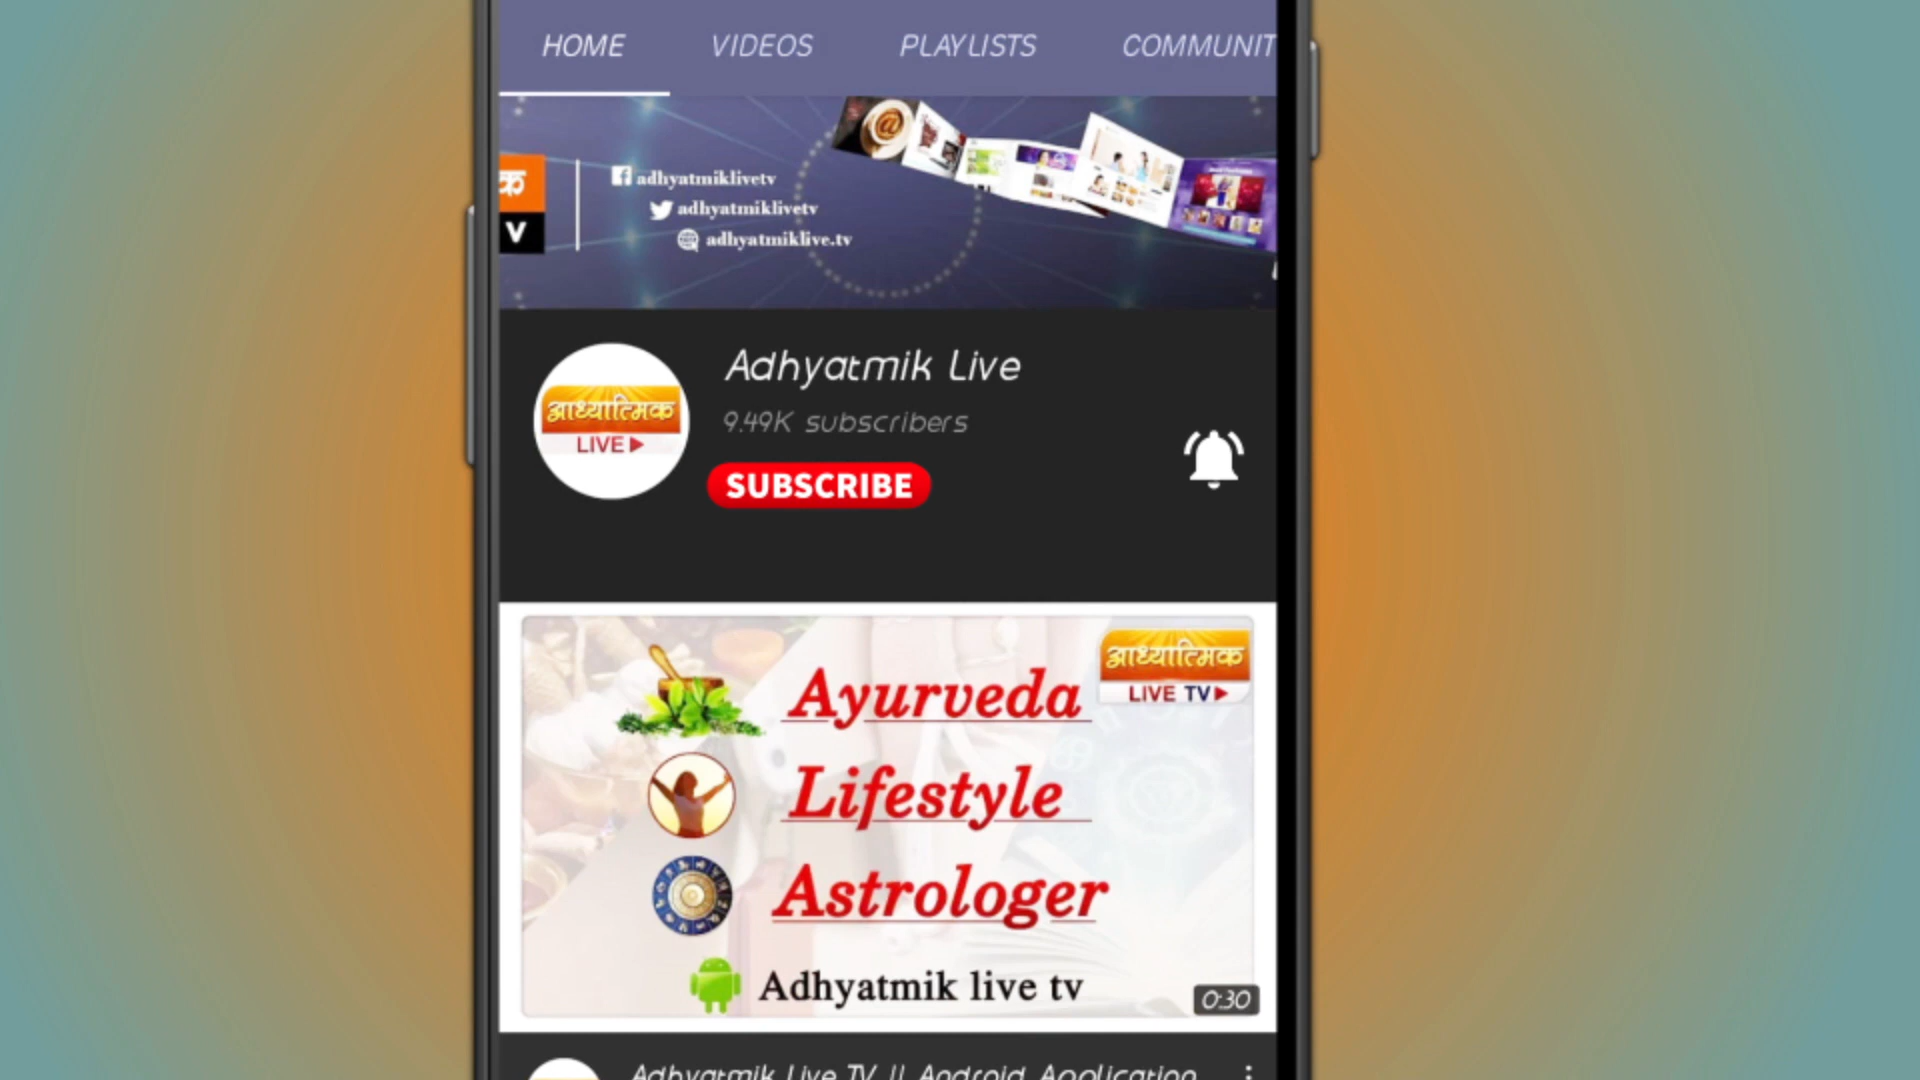 HOME VIDEOS PLAYLISTS COMMUNIT
क
V
adhyatmiklivetv
adhyatmiklivetv
adhyatmiklive.tv
Adhyatmik Live
9.49K subscribers
आध्यात्मिक
LIVE
SUBSCRIBE
आध्यात्मिक
LIVE TV
Ayurveda
Lifestyle
Astrologer
Adhyatmik live tv
0:30
Adhyatmik Live TV || Android Application